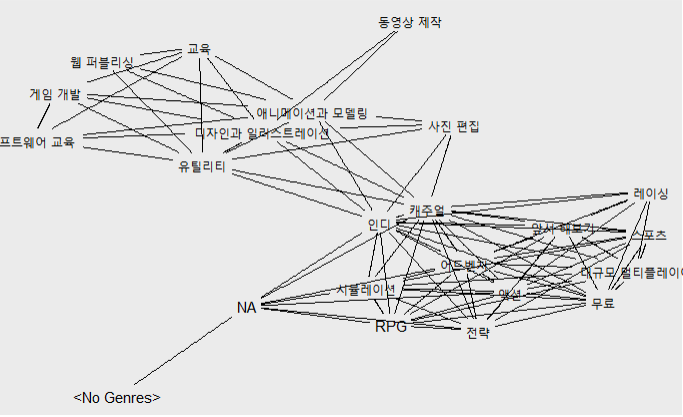 동영상 제작
교육
웹 퍼블리싱
게임 개발
애니메이션과 모델링
사진 편집
디자인과 일러스트레이션
프트웨어 교육
유틸리티
레이싱
캐주얼
인디
앞서 해보기
스포츠
어드벤처
대규모 멀티플레이어
시뮬레이션
액션
무료
NA
RPG
전략
<No Genres>